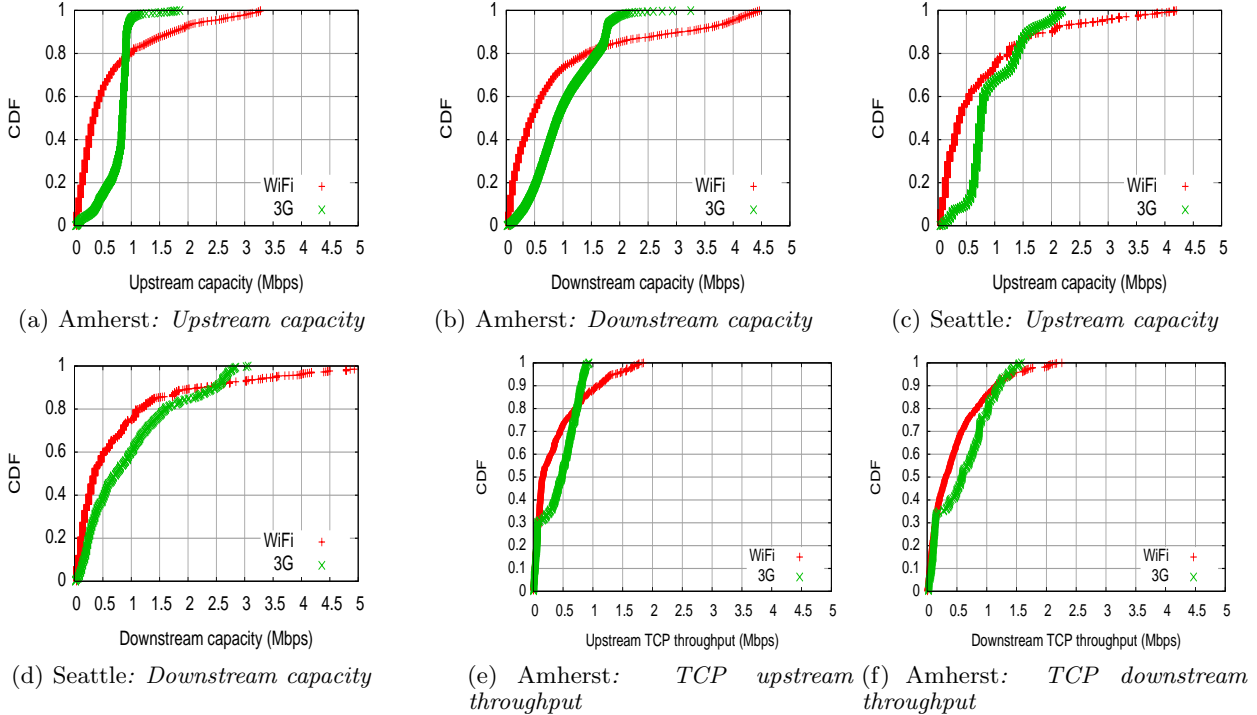 1
0.8
0.6
0.4
0.2
0
CDF
WiFi
3G
0 0.5 1 1.5 2 2.5 3 3.5 4 4.5 5
Upstream capacity (Mbps)
(a) Amherst: Upstream capacity
1
0.8
0.6
0.4
0.2
0
CDF
WiFi
3G
0 0.5 1 1.5 2 2.5 3 3.5 4 4.5 5
Downstream capacity (Mbps)
(b) Amherst: Downstream capacity
1
0.8
0.6
0.4
0.2
0
CDF
WiFi
3G
0 0.5 1 1.5 2 2.5 3 3.5 4 4.5 5
Upstream capacity (Mbps)
(c) Seattle: Upstream capacity
1
0.8
0.6
0.4
0.2
0
CDF
WiFi
3G
0 0.5 1 1.5 2 2.5 3 3.5 4 4.5 5
Downstream capacity (Mbps)
(d) Seattle: Downstream capacity
1
0.9
0.8
0.7
0.6
0.5
0.4
0.3
0.2
0.1
0
CDF
WiFi
3G
0 0.5 1 1.5 2 2.5 3 3.5 4 4.5 5
Upstream TCP throughput (Mbps)
(e) Amherst: TCP upstream
throughput
1
0.9
0.8
0.7
0.6
0.5
0.4
0.3
0.2
0.1
0
CDF
WiFi
3G
0 0.5 1 1.5 2 2.5 3 3.5 4 4.5 5
Downstream TCP throughput (Mbps)
(f) Amherst: TCP downstream
throughput